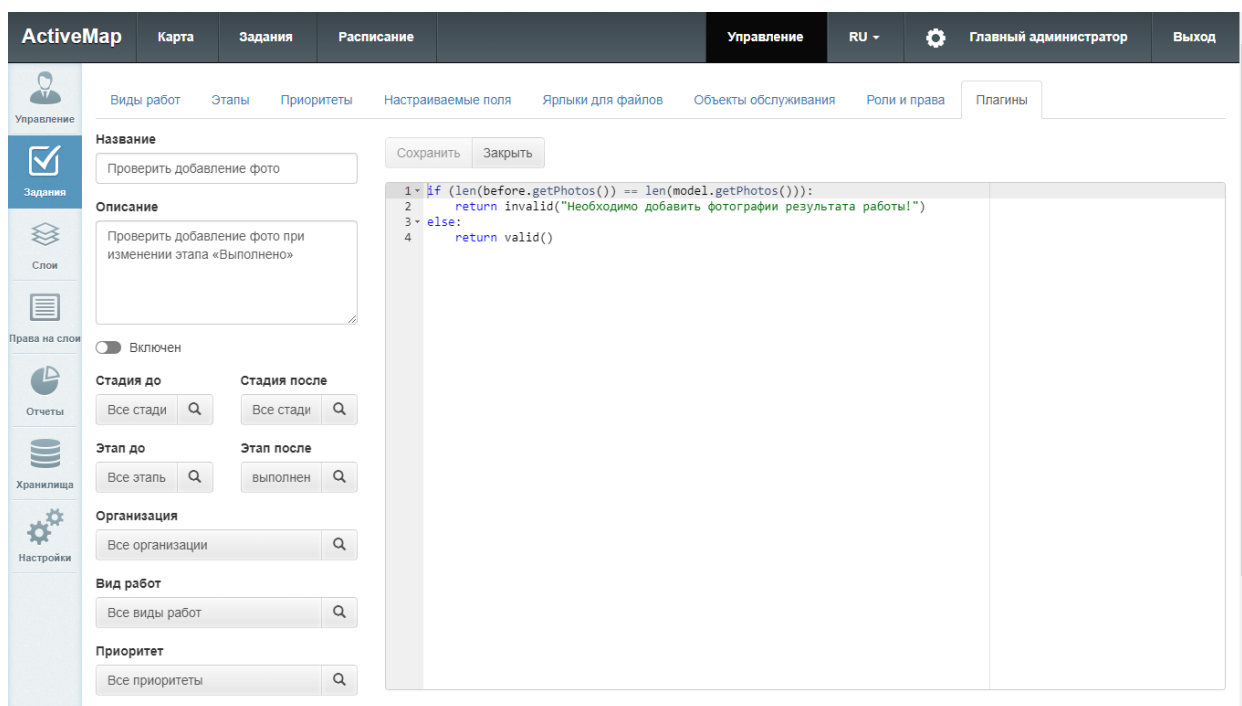 ActiveMap Карта Задания Расписание Управление RU Главный администратор Выход
Управление
Задания
Слои
Права на слои
Отчеты
Хранилища
Настройки
Виды работ Этапы Приоритеты Настраиваемые поля Ярлыки для файлов Объекты обслуживания Роли и права Плагины
Название
Проверить добавление фото
Описание
Проверить добавление фото при
изменении этапа «Выполнено»
Включен
Стадия до Стадия после
Все стади Все стади
Этап до Этап после
Все этапь выполнен
Организация
Все организации
Вид работ
Все виды работ
Приоритет
Все приоритеты
Сохранить Закрыть
1 if (len(before.getPhotos()) == len(model.getPhotos())):
2 return invalid("Необходимо добавить фотографии результата работы!")
3 else:
4 return valid()